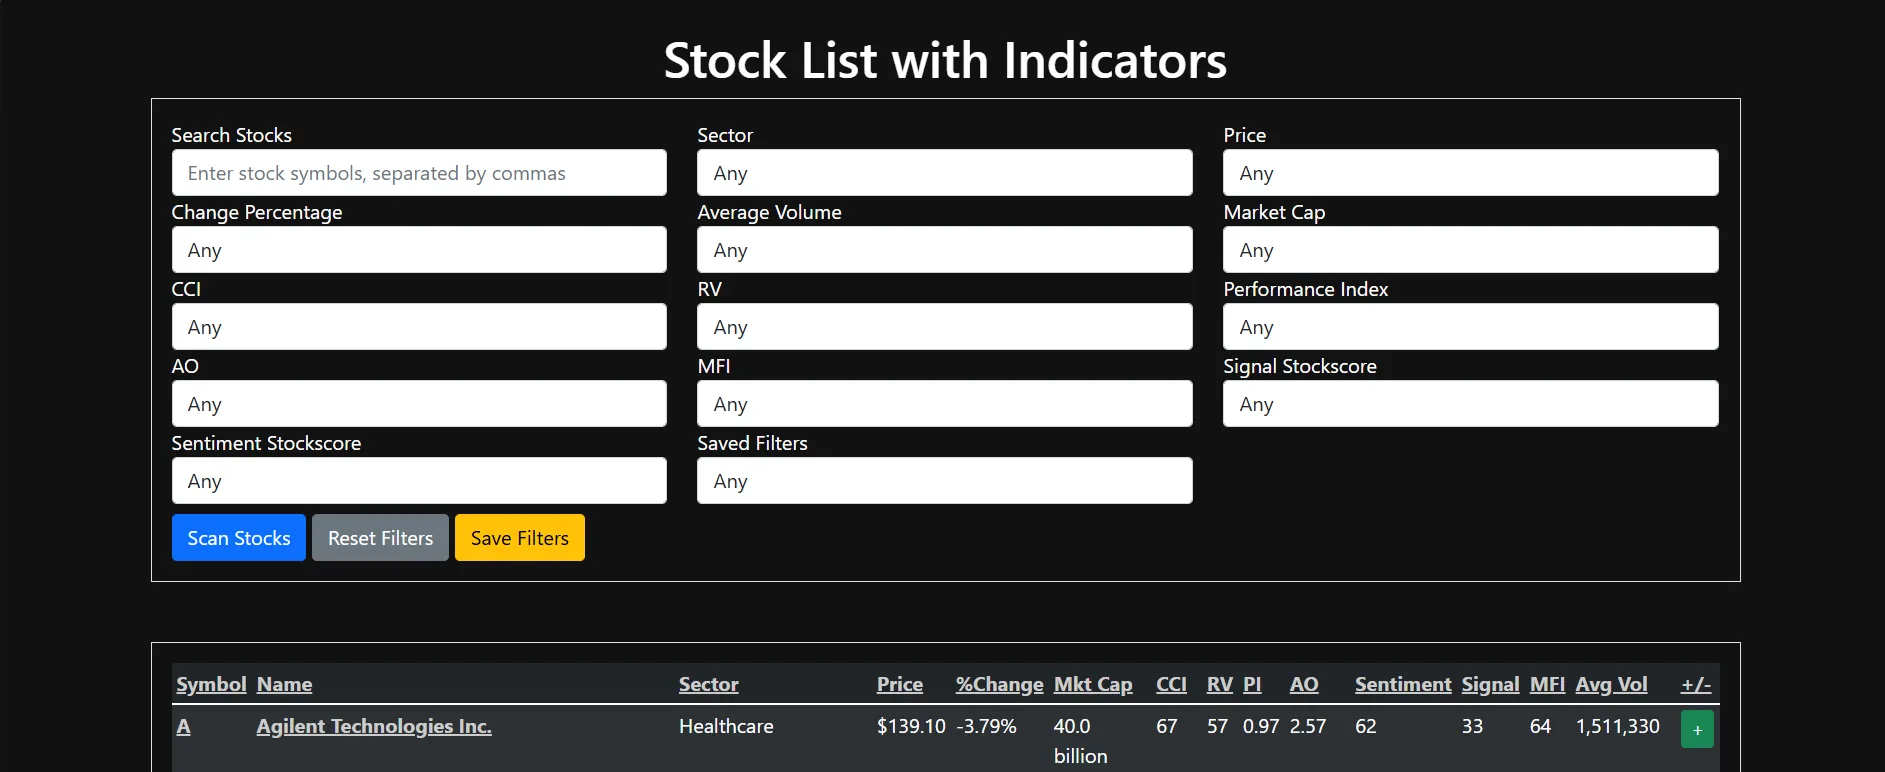 Stock List with Indicators
Search Stocks Sector Price
Enter stock symbols, separated by commas Any Any
Change Percentage Average Volume Market Cap
Any Any Any
CCI RV Performance Index
Any Any Any
AO MFI Signal Stockscore
Any Any Any
Sentiment Stockscore Saved Filters
Any Any
Scan Stocks Reset Filters Save Filters
Symbol Name Sector Price %Change Mkt Cap CCI RV PI AO Sentiment Signal MFI Avg Vol +/-
A Agilent Technologies Inc. Healthcare $139.10 -3.79% 40.0 67 57 0.97 2.57 62 33 64 1,511,330 +
billion